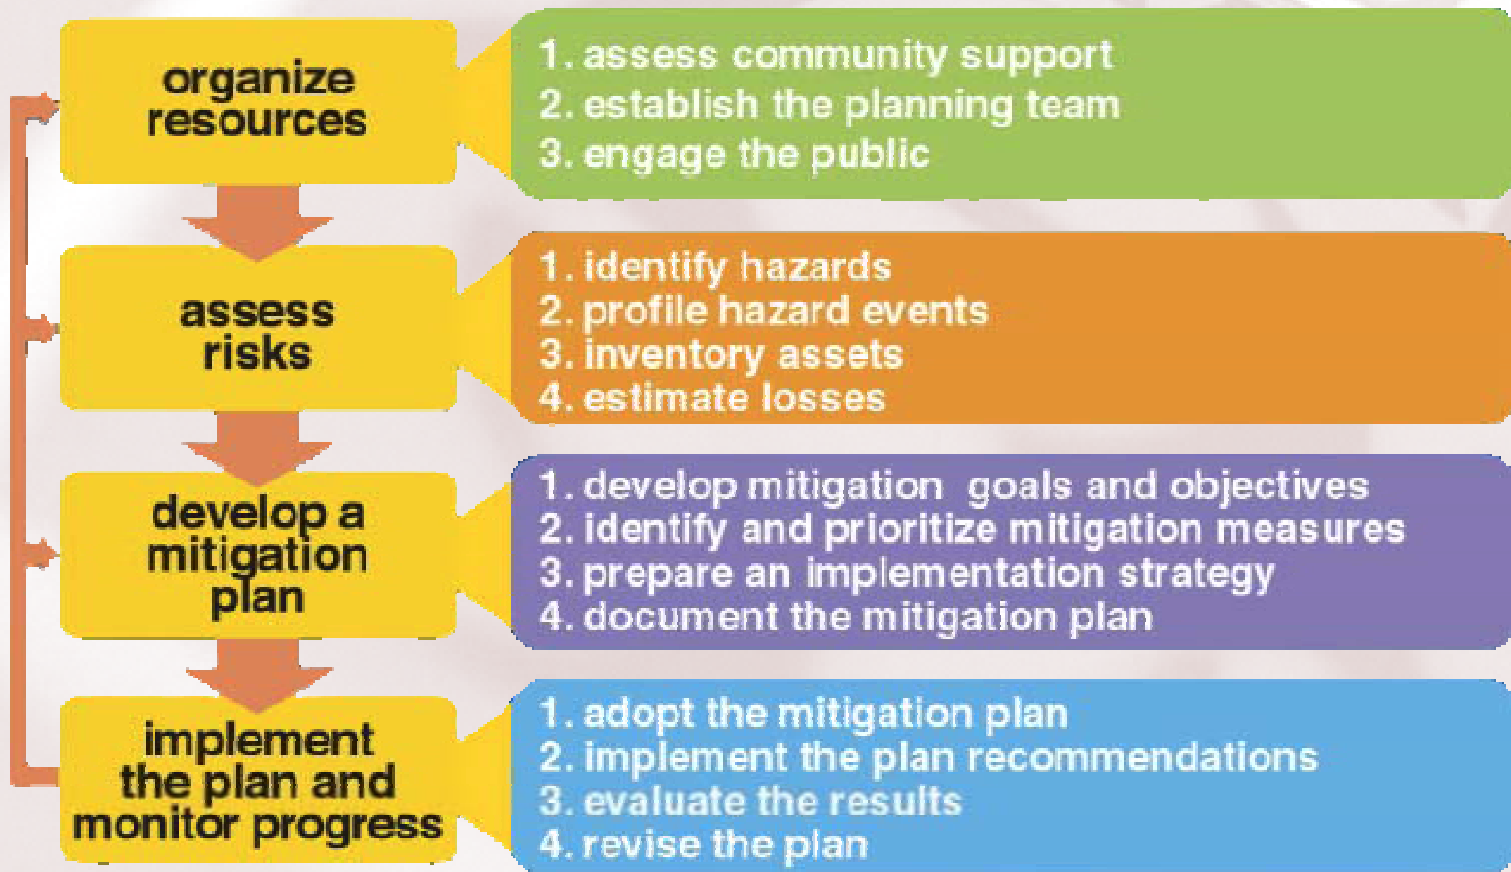 organize
resources
1. assess community support
2. establish the planning team
3. engage the public
assess
risks
1. identify hazards
2. profile hazard events
3. inventory assets
4. estimate losses
develop a
mitigation
plan
1. develop mitigation goals and objectives
2. identify and prioritize mitigation measures
3. prepare an implementation strategy
4. document the mitigation plan
implement
the plan and
monitor progress
1. adopt the mitigation plan
2. implement the plan recommendations
3. evaluate the results
4. revise the plan